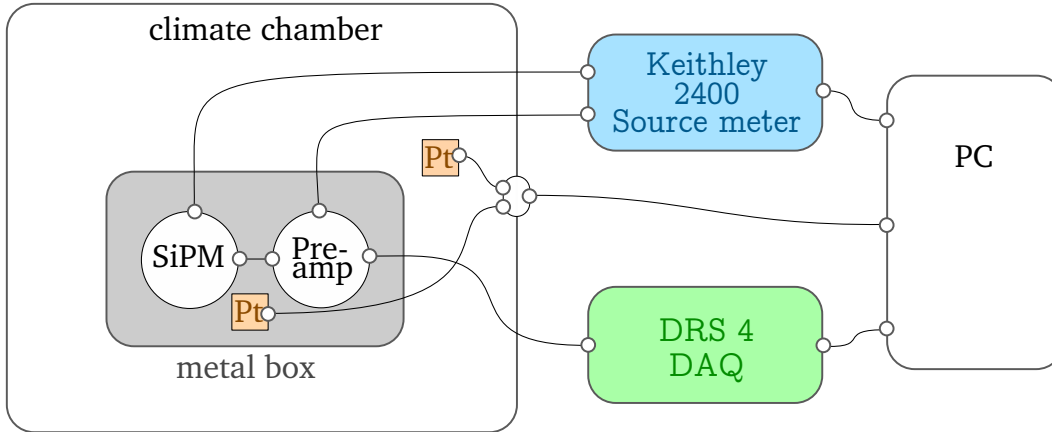 climate chamber
Keithley
2400
Source meter
PC
Pt
SiPM
Pre-
amp
Pt
metal box
DRS 4
DAQ